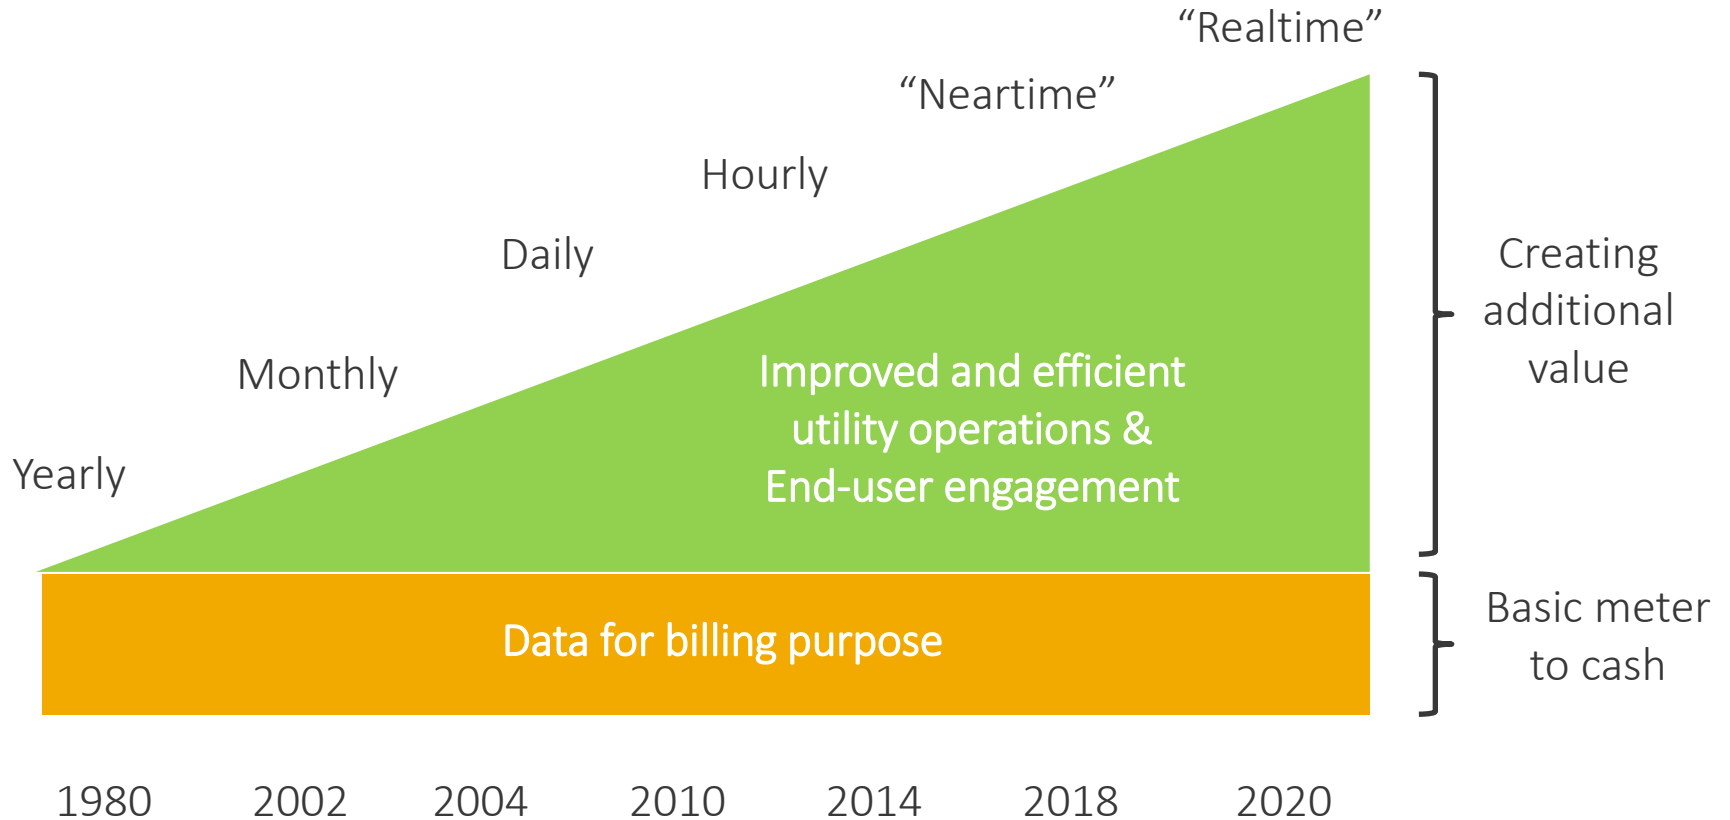 “Realtime”
“Neartime”
Hourly
Daily
Monthly
Yearly
Improved and efficient
utility operations &
End-user engagement
Creating
additional
value
Data for billing purpose
Basic meter
to cash
1980 2002 2004 2010 2014 2018 2020